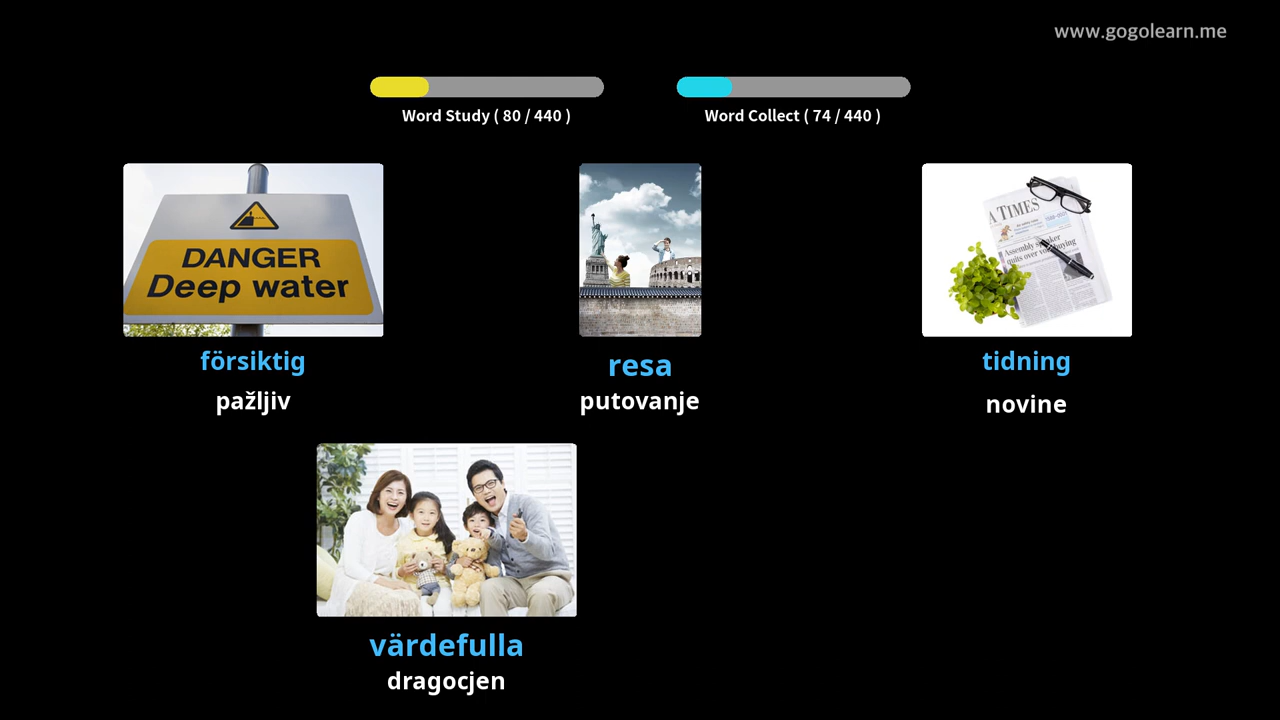 www.gogolearn.me
Word Study ( 80 / 440 )
Word Collect ( 74 / 440 )
DANGER
Deep water
A TIMES
försiktig
resa
tidning
pažljiv
putovanje
novine
värdefulla
dragocjen